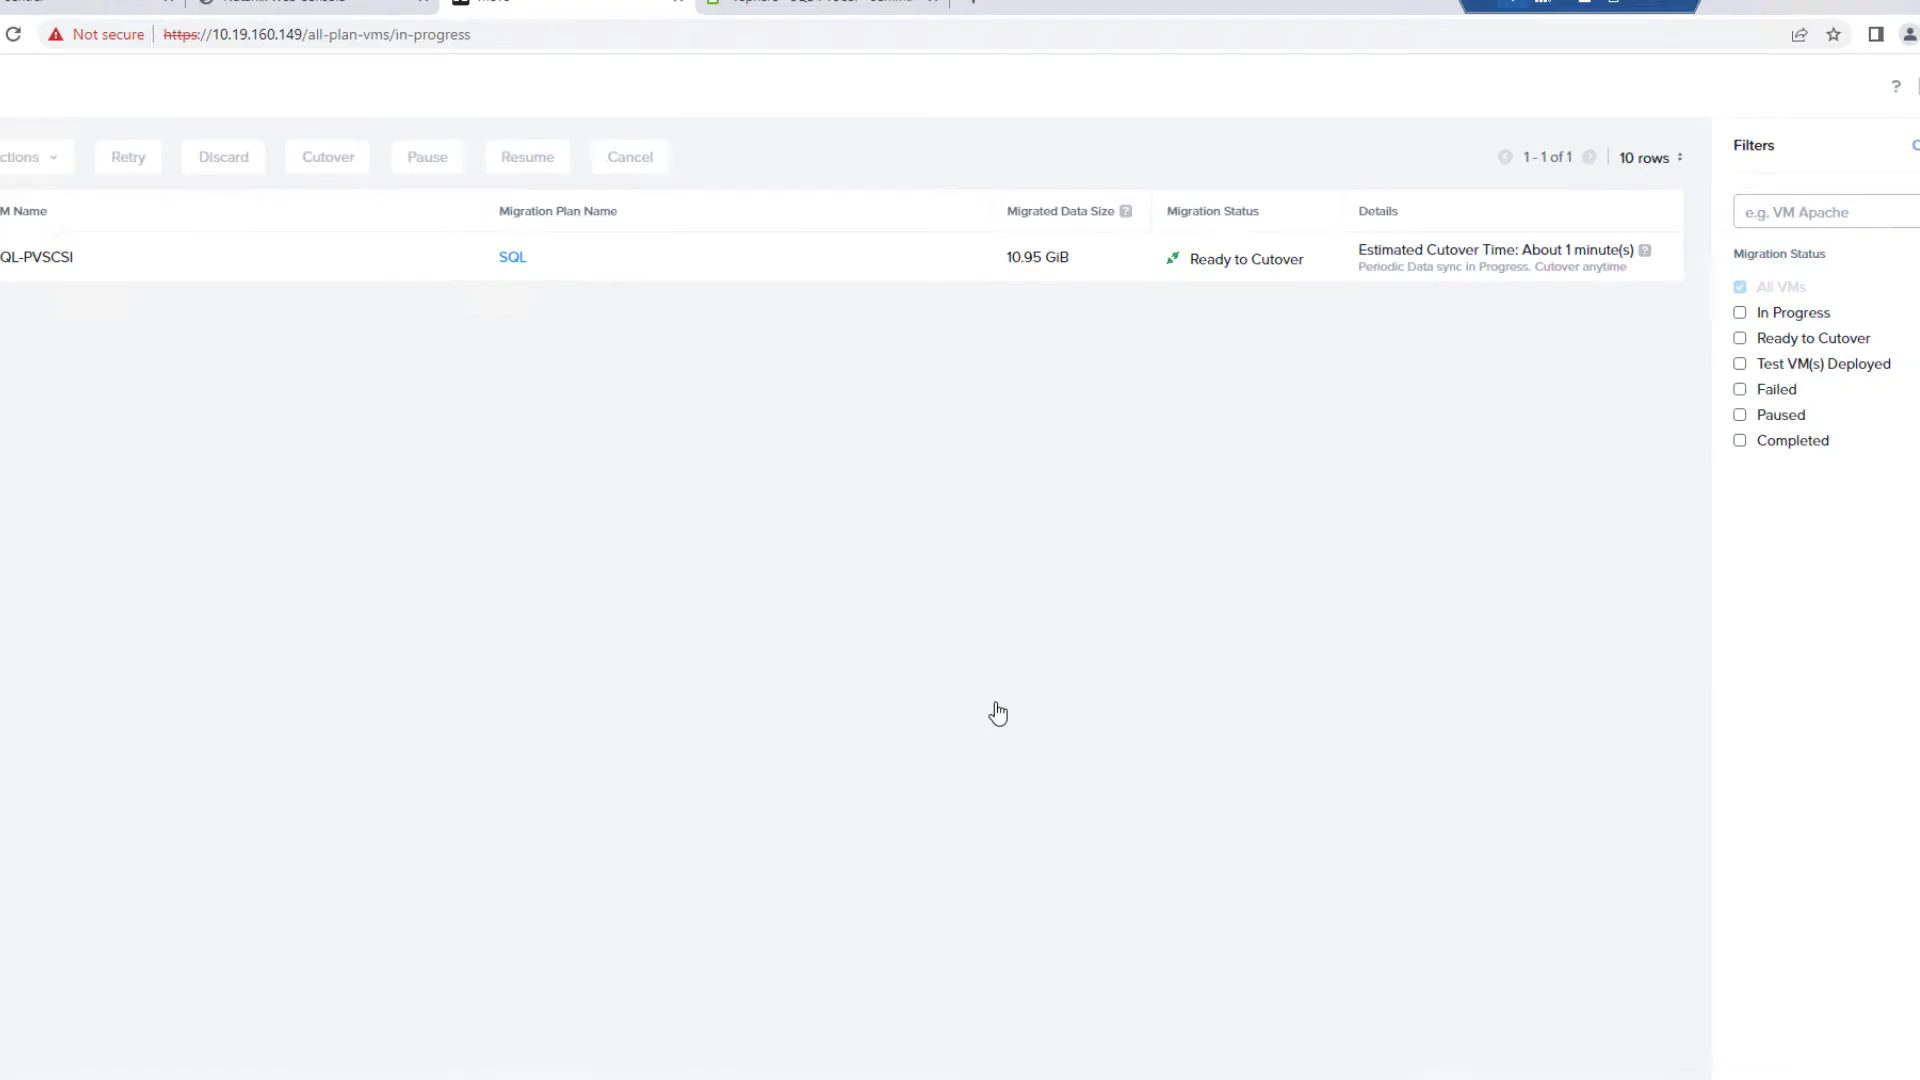 Not secure https://10.19.160.149/all-plan-vms/in-progress
?
ctions Retry Discard Cutover Pause Resume Cancel 1 - 1 of 1 10 rows
M Name Migration Plan Name Migrated Data Size ? Migration Status Details
QL-PVSCSI SQL 10.95 GiB Ready to Cutover Estimated Cutover Time: About 1 minute(s) ?
Periodic Data sync in Progress. Cutover anytime
Filters C
e.g. VM Apache
Migration Status
All VMs
In Progress
Ready to Cutover
Test VM(s) Deployed
Failed
Paused
Completed